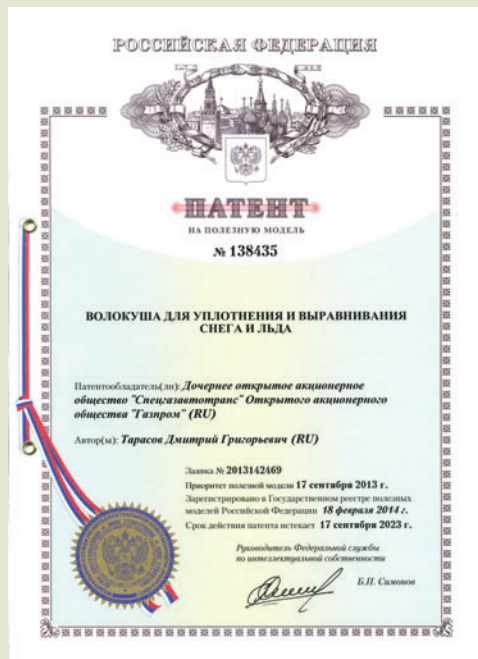 РОССИЙСКАЯ ФЕДЕРАЦИЯ
ПАТЕНТ
НА ПОЛЕЗНУЮ МОДЕЛЬ
№ 138435
ВОЛОКУША ДЛЯ УПЛОТНЕНИЯ И ВЫРАВНИВАНИЯ
СНЕГА И ЛЬДА
Патентообладатель(ли): Дочернее открытое акционерное
общество "Спецгазавтотранс" Открытого акционерного
общества "Газпром" (RU)
Автор(ы): Тарасов Дмитрий Григорьевич (RU)
Заявка № 2013142469
Приоритет полезной модели 17 сентября 2013 г.
Зарегистрировано в Государственном реестре полезных
моделей Российской Федерации 18 февраля 2014 г.
Срок действия патента истекает 17 сентября 2023 г.
Руководитель Федеральной службы
по интеллектуальной собственности
Б.П. Симонов